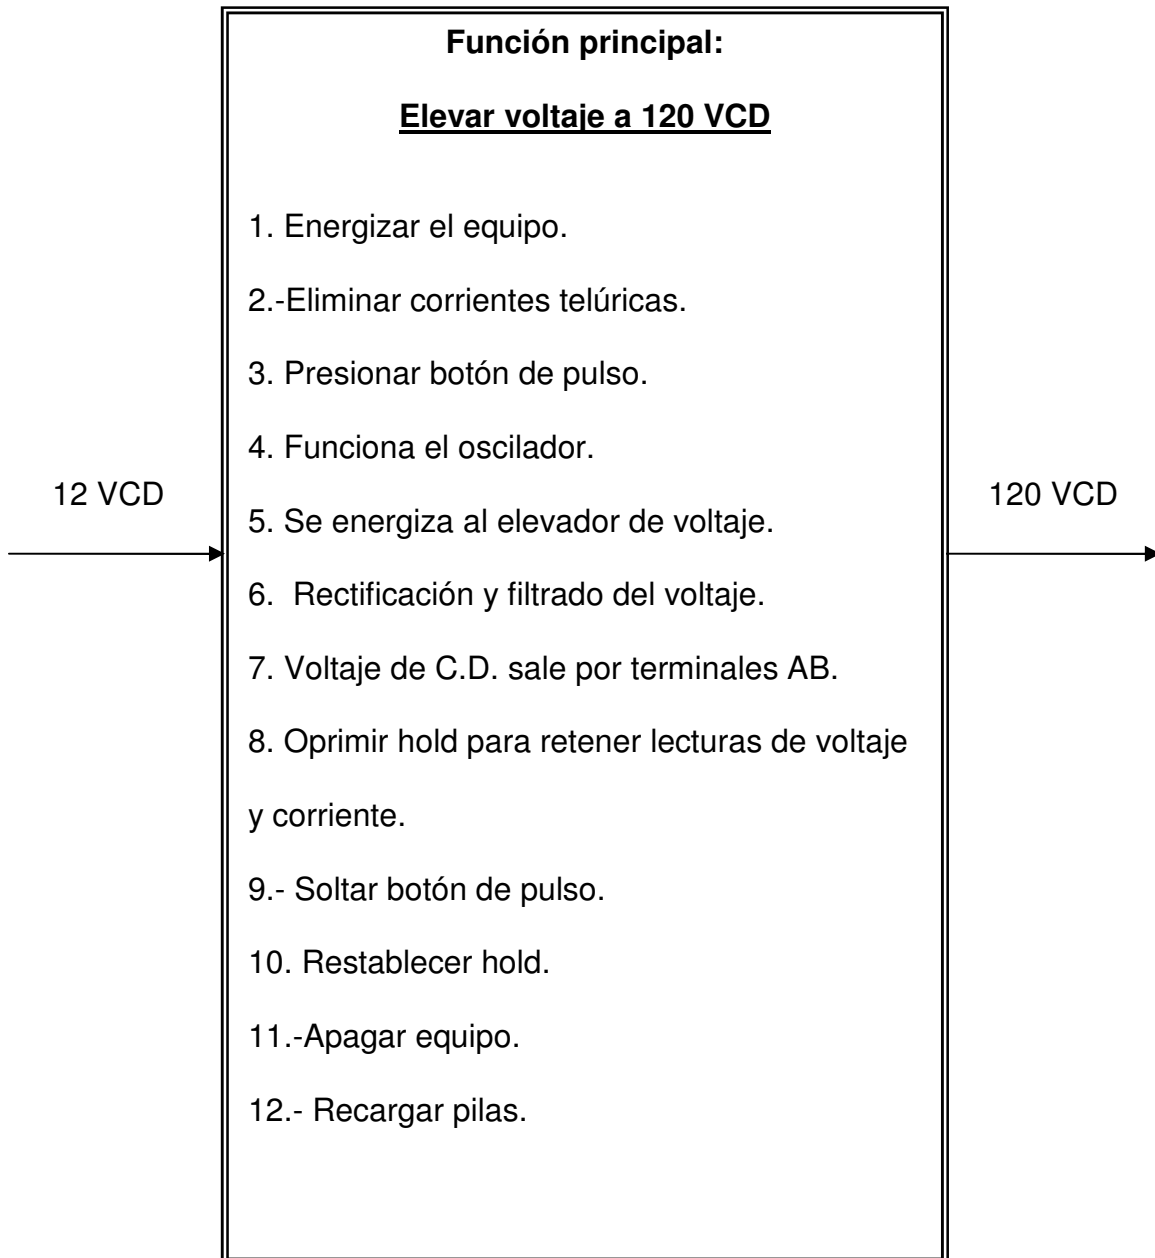 Función principal:
Elevar voltaje a 120 VCD
1. Energizar el equipo.
2.-Eliminar corrientes telúricas.
3. Presionar botón de pulso.
4. Funciona el oscilador.
12 VCD
120 VCD
5. Se energiza al elevador de voltaje.
6. Rectificación y filtrado del voltaje.
7. Voltaje de C.D. sale por terminales AB.
8. Oprimir hold para retener lecturas de voltaje
y corriente.
9.- Soltar botón de pulso.
10. Restablecer hold.
11.-Apagar equipo.
12.- Recargar pilas.